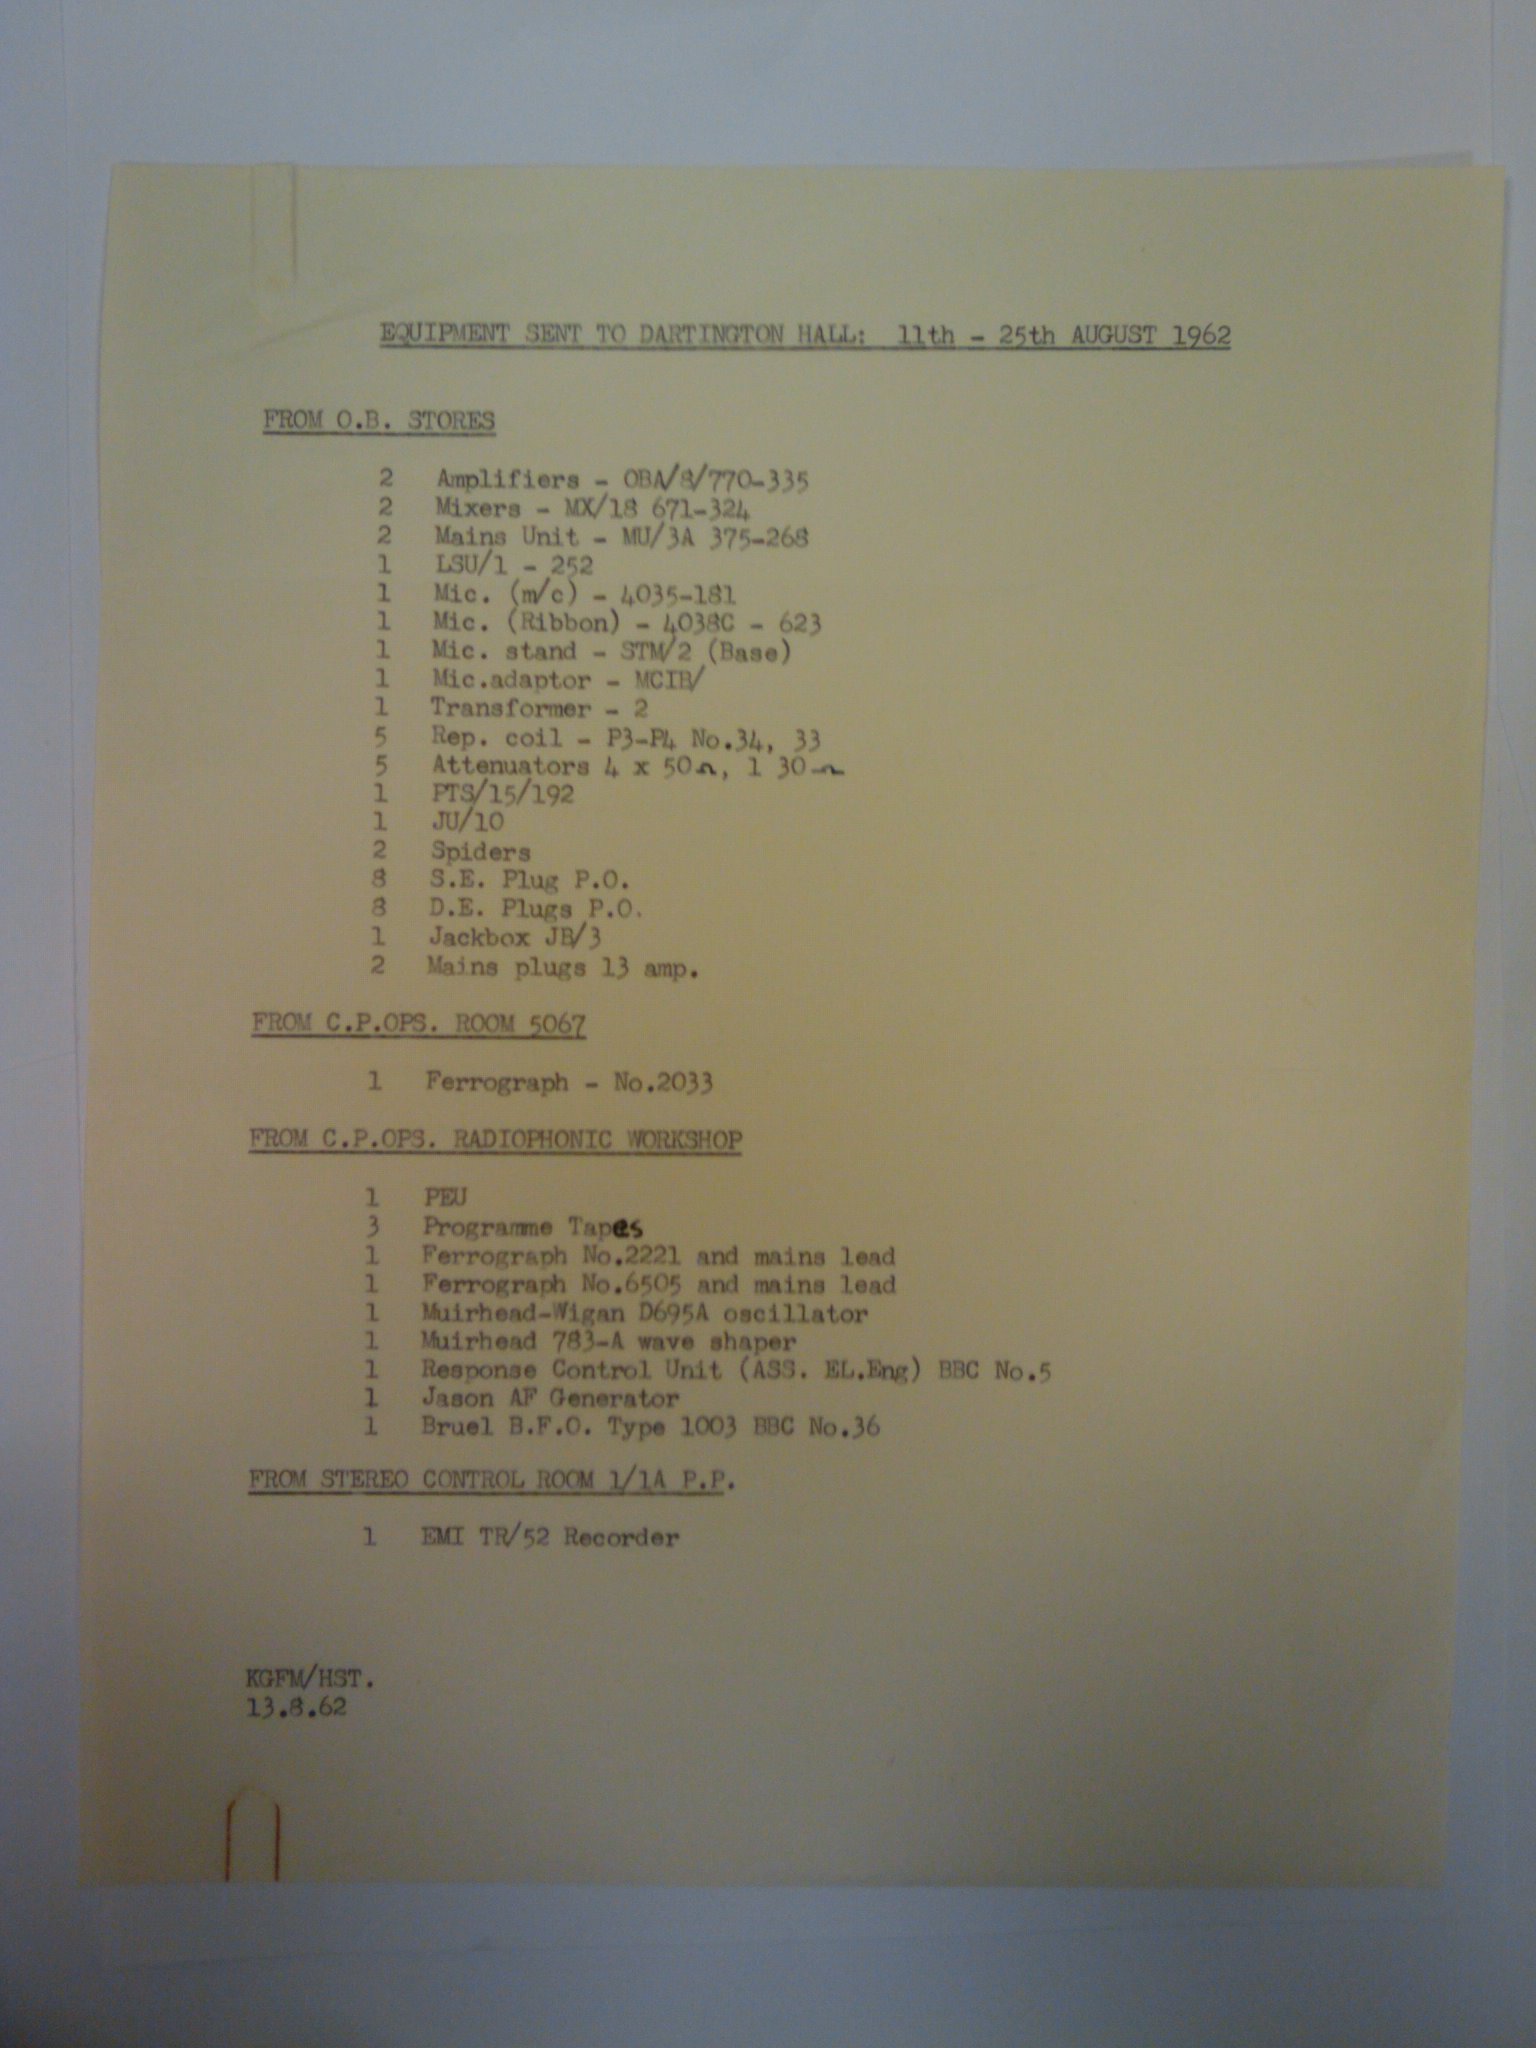 EQUIPMENT SENT TO DARTINGTON HALL: 11th - 25th AUGUST 1962
FROM O.B. STORES
2 Amplifiers - OBA/8/770-335
2 Mixers - MX/18 671-324
2 Mains Unit - MU/3A 375-268
1 LSU/1 - 252
1 Mic. (m/c) - 4035-181
1 Mic. (Ribbon) - 4038C - 623
1 Mic. stand - STM/2 (Base)
1 Mic.adaptor - MCIB/
1 Transformer - 2
5 Rep. coil - P3-P4 No.34, 33
5 Attenuators 4 x 50Ω, 1 30Ω
1 PTS/15/192
1 JU/10
2 Spiders
8 S.E. Plug P.O.
8 D.E. Plugs P.O.
1 Jackbox JB/3
2 Mains plugs 13 amp.
FROM C.P.OPS. ROOM 5067
1 Ferrograph - No.2033
FROM C.P.OPS. RADIOPHONIC WORKSHOP
1 PEU
3 Programme Tapes
1 Ferrograph No.2221 and mains lead
1 Ferrograph No.6505 and mains lead
1 Muirhead-Wigan D695A oscillator
1 Muirhead 783-A wave shaper
1 Response Control Unit (ASS. EL.Eng) BBC No.5
1 Jason AF Generator
1 Bruel B.F.O. Type 1003 BBC No.36
FROM STEREO CONTROL ROOM 1/1A P.P.
1 EMI TR/52 Recorder
KGFM/HST.
13.8.62